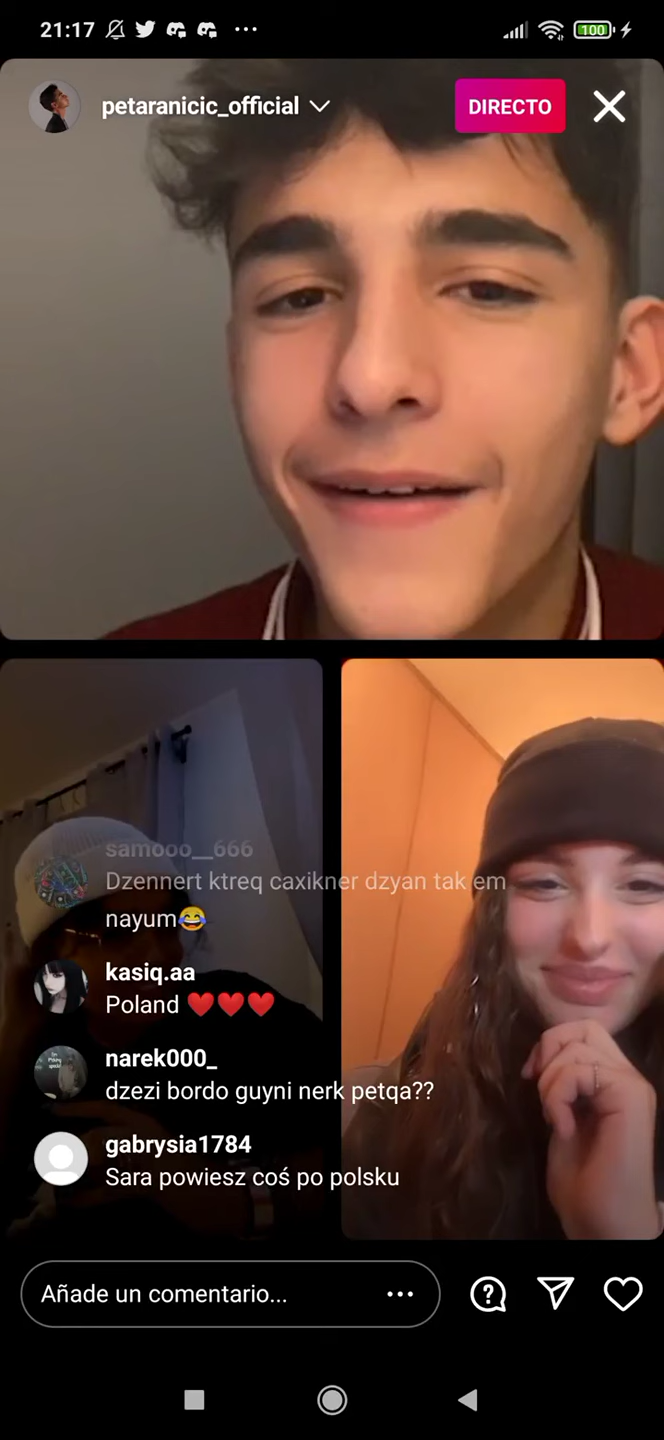 21:17
100
petaranicic_official
DIRECTO
samooo__666
Dzennert ktreq caxikner dzyan tak em
nayum😂
kasiq.aa
Poland ❤️❤️❤️
narek000_
dzezi bordo guyni nerk petqa??
gabrysia1784
Sara powiesz coś po polsku
Añade un comentario...